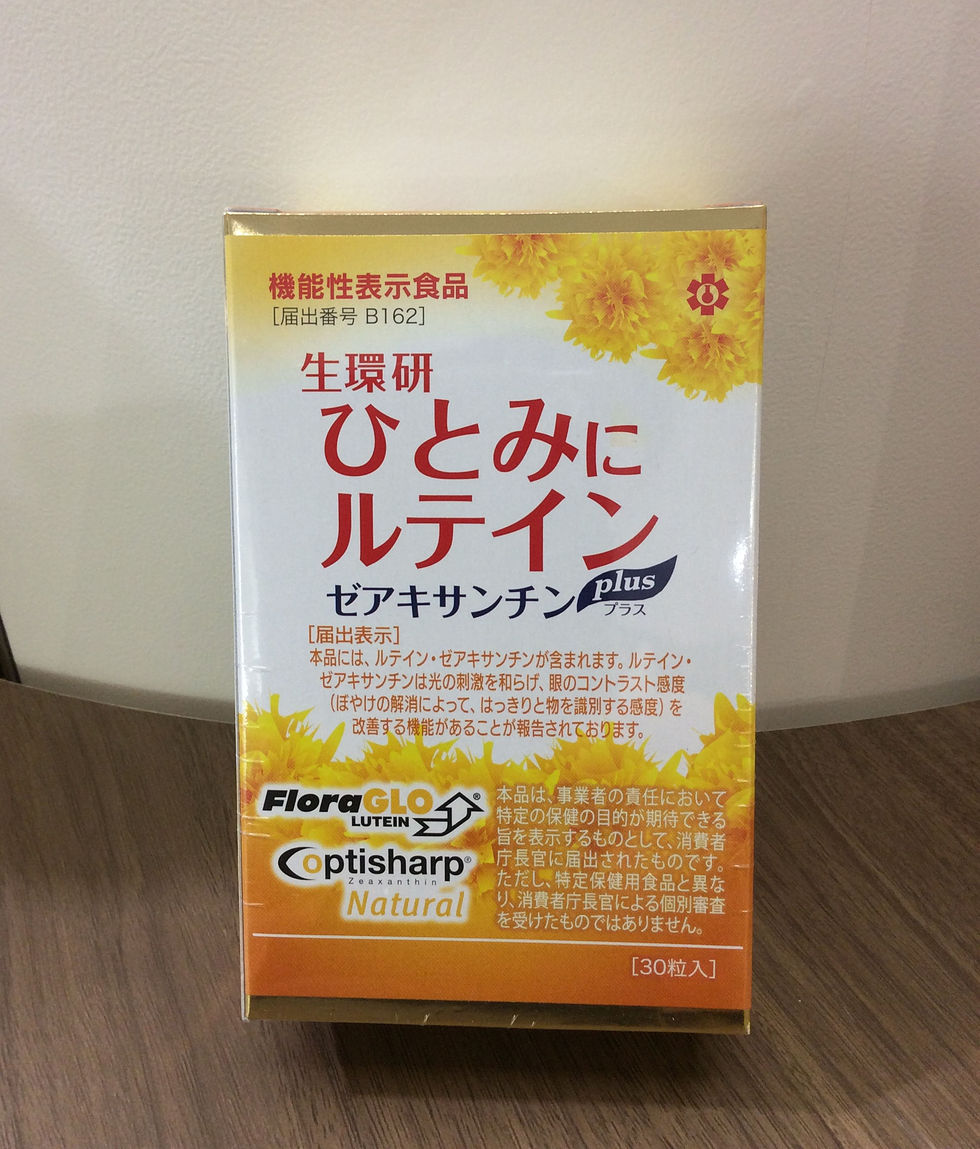 機能性表示食品
[届出番号 B162]
生環研
ひとみに
ルテイン
ゼアキサンチン plus
プラス
[届出表示]
本品には、ルテイン・ゼアキサンチンが含まれます。ルテイン・
ゼアキサンチンは光の刺激を和らげ、眼のコントラスト感度
(ぼやけの解消によって、はっきりと物を識別する感度)を
改善する機能があることが報告されております。
FloraGLO®
LUTEIN
Optisharp®
Zeaxanthin
Natural
本品は、事業者の責任において
特定の保健の目的が期待できる
旨を表示するものとして、消費者
庁長官に届出されたものです。
ただし、特定保健用食品と異な
り、消費者庁長官による個別審査
を受けたものではありません。
[30粒入]